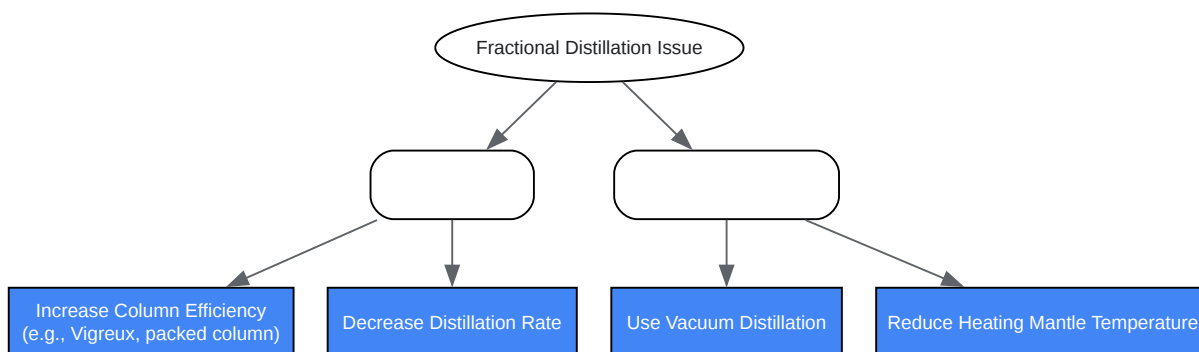 Fractional Distillation Issue
Increase Column Efficiency
(e.g., Vigreux, packed column)
Decrease Distillation Rate
Use Vacuum Distillation
Reduce Heating Mantle Temperature